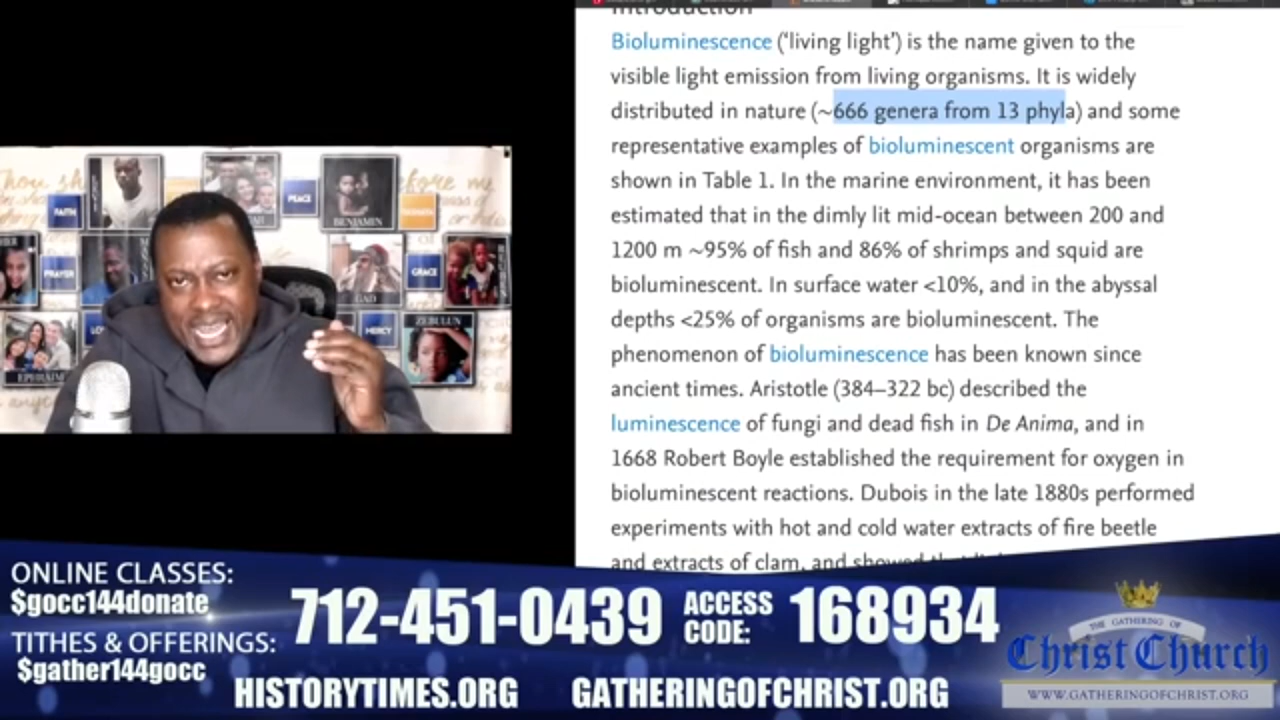 Introduction
Bioluminescence (‘living light’) is the name given to the
visible light emission from living organisms. It is widely
distributed in nature (~666 genera from 13 phyla) and some
representative examples of bioluminescent organisms are
shown in Table 1. In the marine environment, it has been
estimated that in the dimly lit mid-ocean between 200 and
1200 m ~95% of fish and 86% of shrimps and squid are
bioluminescent. In surface water <10%, and in the abyssal
depths <25% of organisms are bioluminescent. The
phenomenon of bioluminescence has been known since
ancient times. Aristotle (384–322 bc) described the
luminescence of fungi and dead fish in De Anima, and in
1668 Robert Boyle established the requirement for oxygen in
bioluminescent reactions. Dubois in the late 1880s performed
experiments with hot and cold water extracts of fire beetle
and extracts of clam, and showed
Thou sh
before me
FAITH
PEACE
BENJAMIN
PRAYER
GRACE
GAD
MERCY
ZEBULUN
EPHRAIM
ONLINE CLASSES:
$gocc144donate
TITHES & OFFERINGS:
$gather144gocc
712-451-0439
ACCESS
CODE:
168934
HISTORYTIMES.ORG
GATHERINGOFCHRIST.ORG
THE GATHERING OF
Christ Church
WWW.GATHERINGOFCHRIST.ORG